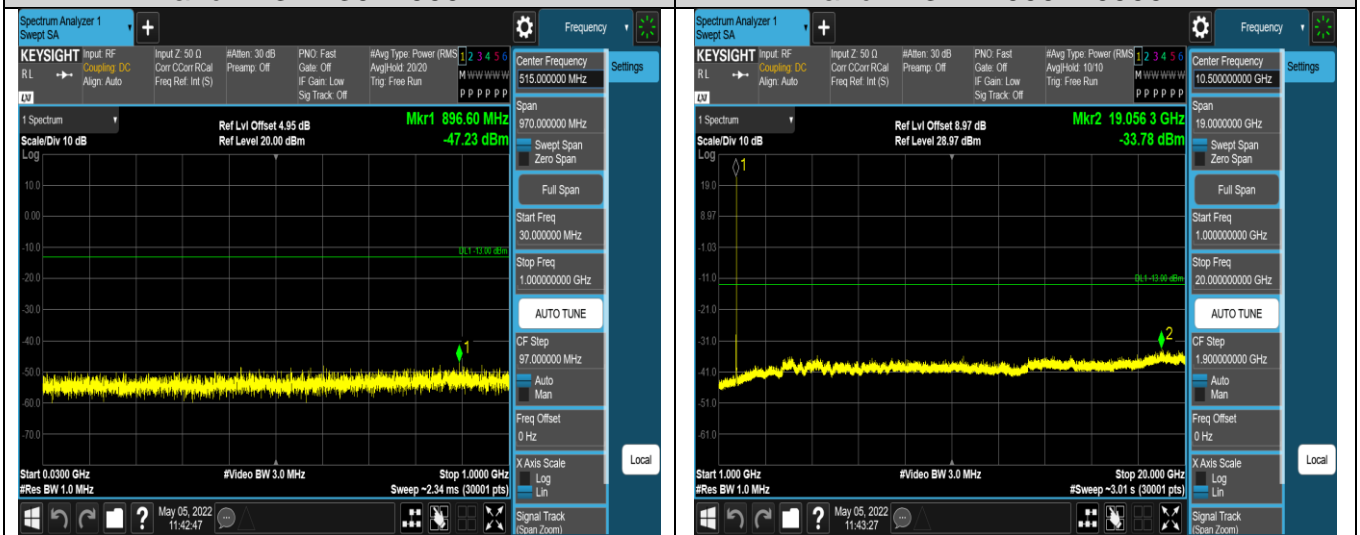 Spectrum Analyzer 1
Swept SA
+
Frequency
KEYSIGHT
RL
LXI
Input: RF
Coupling: DC
Align: Auto
Input Z: 50 Ω
Corr CCorr RCal
Freq Ref: Int (S)
#Atten: 30 dB
Preamp: Off
PNO: Fast
Gate: Off
IF Gain: Low
Sig Track: Off
#Avg Type: Power (RMS
Avg|Hold: 20/20
Trig: Free Run
1 2 3 4 5 6
M W W W W W
P P P P P P
1 Spectrum
Scale/Div 10 dB
Log
Ref Lvl Offset 4.95 dB
Ref Level 20.00 dBm
Mkr1 896.60 MHz
-47.23 dBm
10.0
0.00
-10.0
-20.0
-30.0
-40.0
-50.0
-60.0
-70.0
DL1 -13.00 dBm
1
Start 0.0300 GHz
#Res BW 1.0 MHz
#Video BW 3.0 MHz
Stop 1.0000 GHz
Sweep ~2.34 ms (30001 pts)
Center Frequency
515.000000 MHz
Span
970.000000 MHz
Swept Span
Zero Span
Full Span
Start Freq
30.000000 MHz
Stop Freq
1.000000000 GHz
AUTO TUNE
CF Step
97.000000 MHz
Auto
Man
Freq Offset
0 Hz
X Axis Scale
Log
Lin
Signal Track
(Span Zoom)
Settings
Local
?
May 05, 2022
11:42:47
Spectrum Analyzer 1
Swept SA
+
Frequency
KEYSIGHT
RL
LXI
Input: RF
Coupling: DC
Align: Auto
Input Z: 50 Ω
Corr CCorr RCal
Freq Ref: Int (S)
#Atten: 30 dB
Preamp: Off
PNO: Fast
Gate: Off
IF Gain: Low
Sig Track: Off
#Avg Type: Power (RMS
Avg|Hold: 10/10
Trig: Free Run
1 2 3 4 5 6
M W W W W W
P P P P P P
1 Spectrum
Scale/Div 10 dB
Log
Ref Lvl Offset 8.97 dB
Ref Level 28.97 dBm
Mkr2 19.056 3 GHz
-33.78 dBm
19.0
8.97
-1.03
-11.0
-21.0
-31.0
-41.0
-51.0
-61.0
1
DL1 -13.00 dBm
2
Start 1.000 GHz
#Res BW 1.0 MHz
#Video BW 3.0 MHz
Stop 20.000 GHz
#Sweep ~3.01 s (30001 pts)
Center Frequency
10.500000000 GHz
Span
19.0000000 GHz
Swept Span
Zero Span
Full Span
Start Freq
1.000000000 GHz
Stop Freq
20.000000000 GHz
AUTO TUNE
CF Step
1.900000000 GHz
Auto
Man
Freq Offset
0 Hz
X Axis Scale
Log
Lin
Signal Track
(Span Zoom)
Settings
Local
?
May 05, 2022
11:43:27